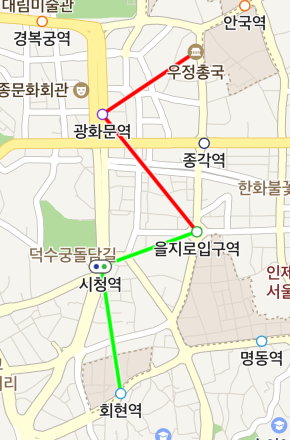 대림미술관
안국역
경복궁역
우정총국
종문화회관
광화문역
종각역
한화불꽃
덕수궁돌담길
을지로입구역
인제
서울
시청역
명동역
리
회현역